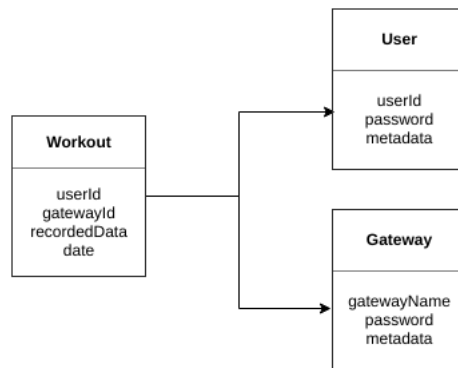 Workout
userId
gatewayId
recordedData
date
User
userId
password
metadata
Gateway
gatewayName
password
metadata